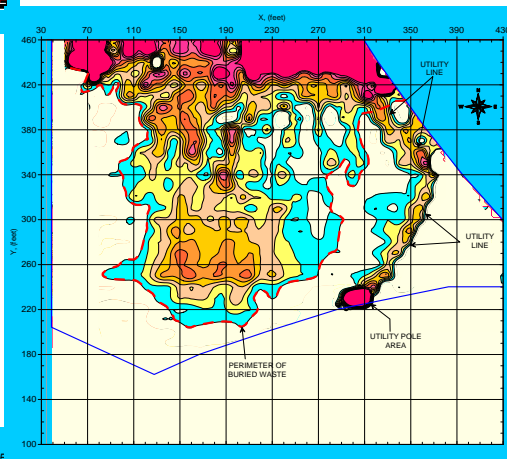 X, (feet)
30 70 110 150 190 230 270 310 350 390 430
460
420
380
340
300
260
220
180
140
100
Y, (feet)
UTILITY
LINE
N
W E
S
UTILITY
LINE
UTILITY POLE
AREA
PERIMETER OF
BURIED WASTE